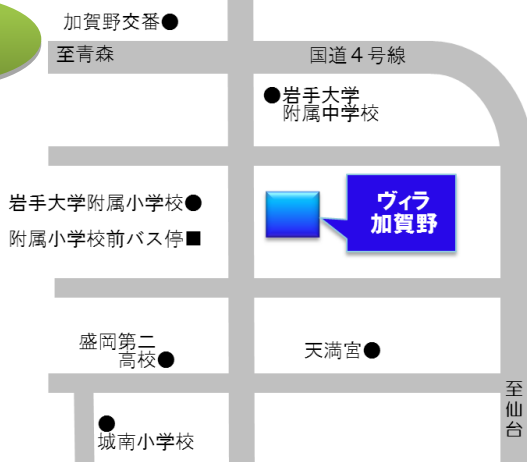 加賀野交番●
至青森
国道４号線
●岩手大学
附属中学校
岩手大学附属小学校●
附属小学校前バス停■
ヴィラ
加賀野
盛岡第二
高校●
天満宮●
至仙台
●
城南小学校